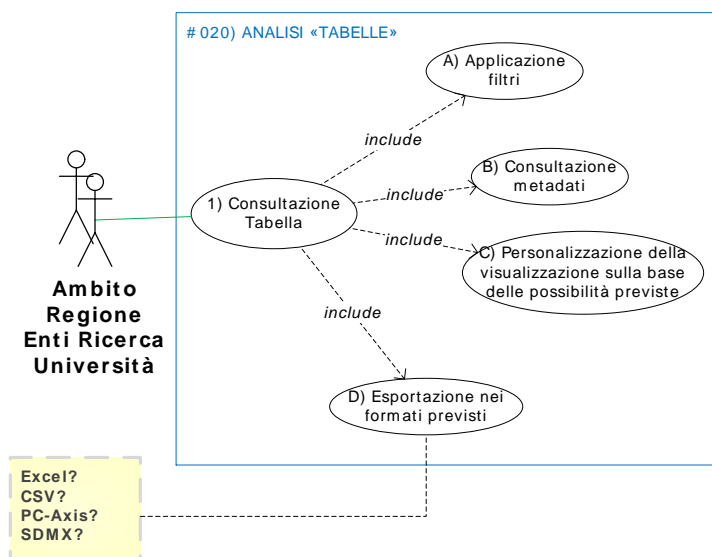 # 020) ANALISI «TABELLE»
A) Applicazione
filtri
include
B) Consultazione
metadati
include
1) Consultazione
Tabella
include
C) Personalizzazione della
visualizzazione sulla base
delle possibilità previste
Ambito
Regione
Enti Ricerca
Università
include
D) Esportazione nei
formati previsti
Excel?
CSV?
PC-Axis?
SDMX?